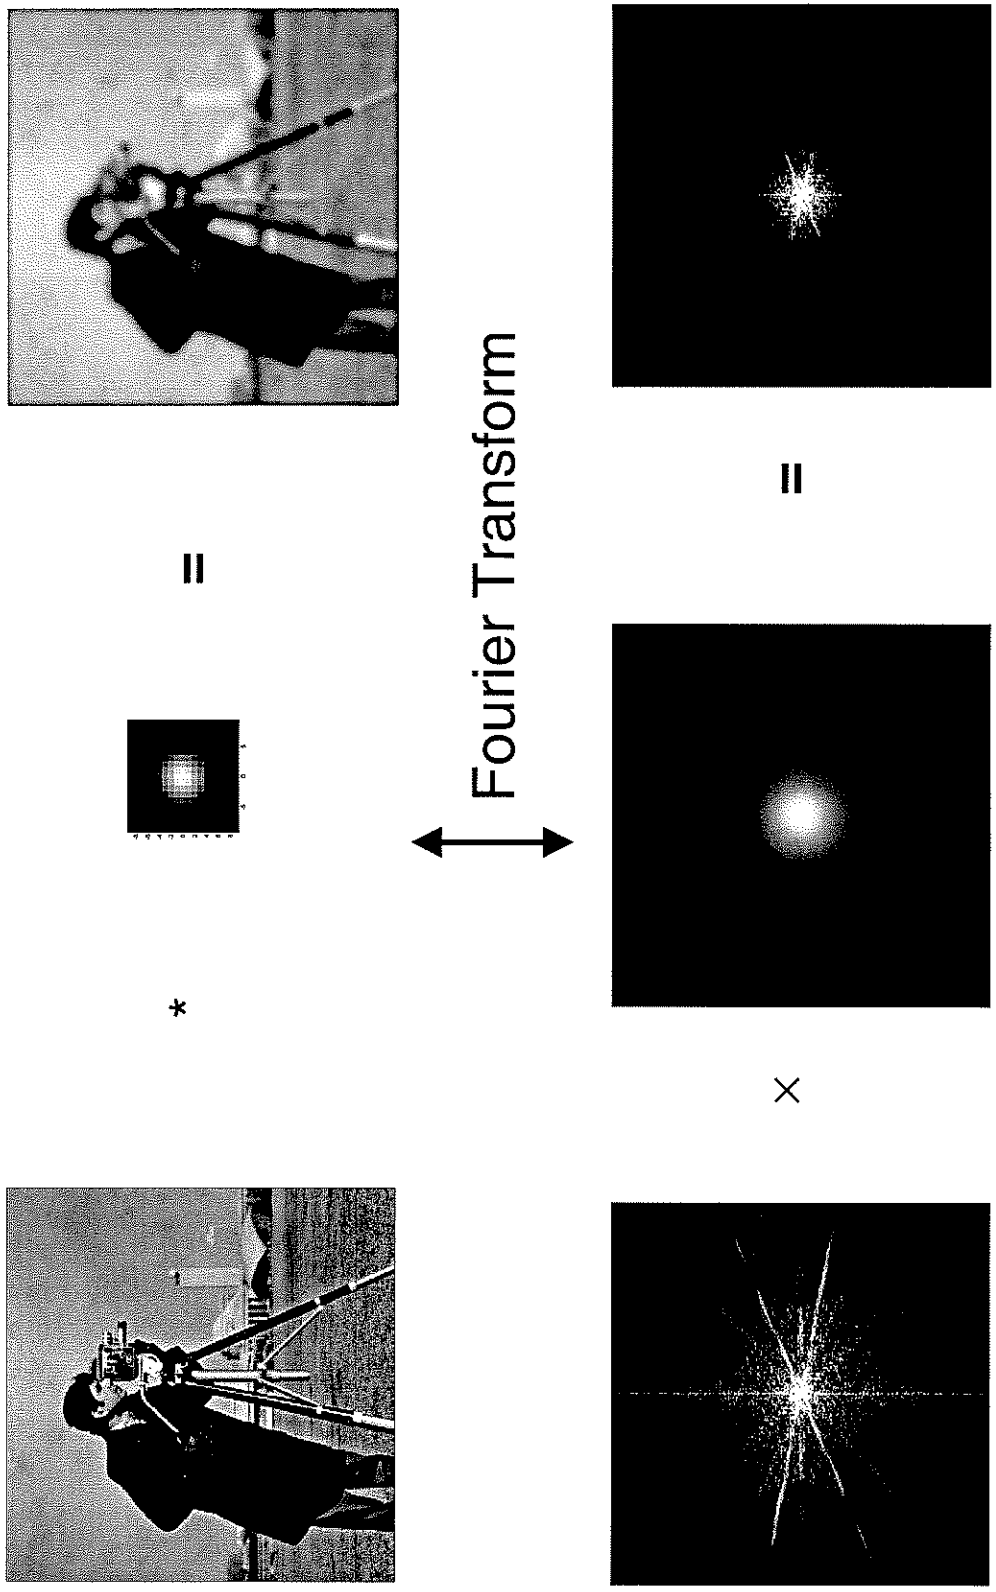 *
=
Fourier Transform
×
=